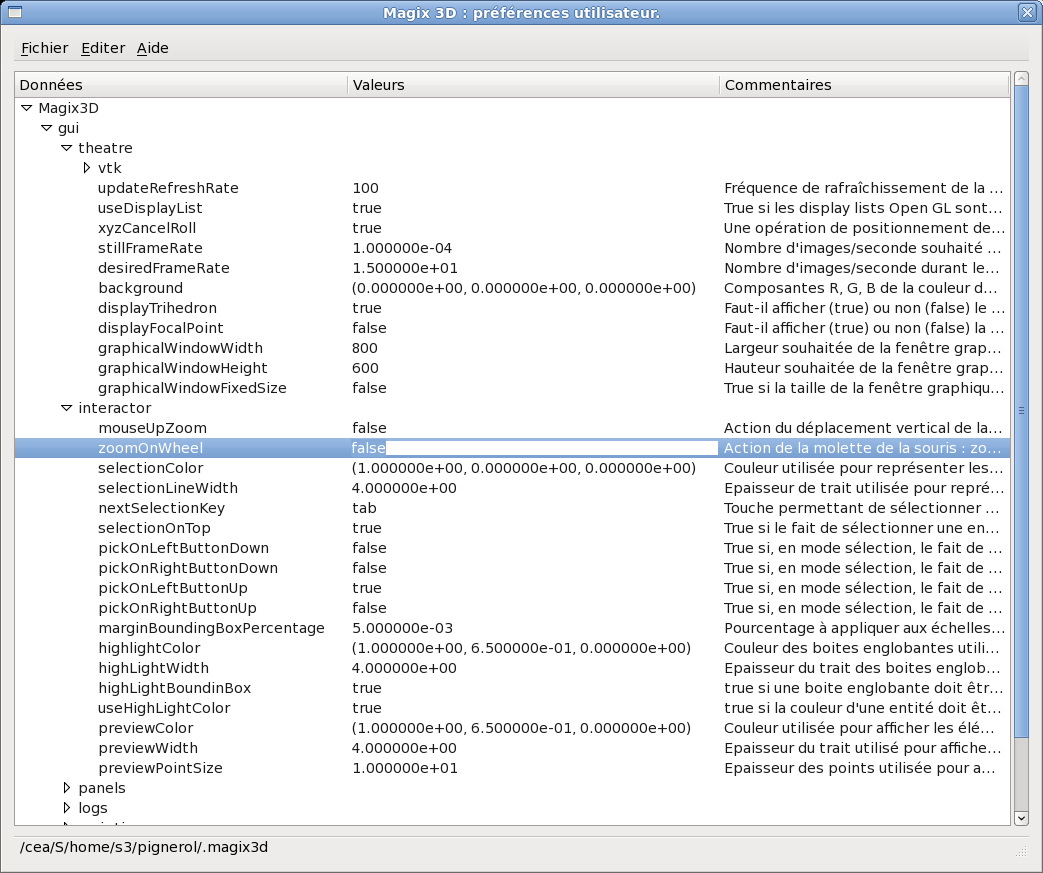 Magix 3D : préférences utilisateur.
Fichier Editer Aide
Données Valeurs Commentaires
Magix3D
gui
theatre
vtk
updateRefreshRate 100 Fréquence de rafraîchissement de la ...
useDisplayList true True si les display lists Open GL sont...
xyzCancelRoll true Une opération de positionnement de...
stillFrameRate 1.000000e-04 Nombre d'images/seconde souhaité ...
desiredFrameRate 1.500000e+01 Nombre d'images/seconde durant le...
background (0.000000e+00, 0.000000e+00, 0.000000e+00) Composantes R, G, B de la couleur d...
displayTrihedron true Faut-il afficher (true) ou non (false) le ...
displayFocalPoint false Faut-il afficher (true) ou non (false) la ...
graphicalWindowWidth 800 Largeur souhaitée de la fenêtre grap...
graphicalWindowHeight 600 Hauteur souhaitée de la fenêtre grap...
graphicalWindowFixedSize false True si la taille de la fenêtre graphiqu...
interactor
mouseUpZoom false Action du déplacement vertical de la...
zoomOnWheel false Action de la molette de la souris : zo...
selectionColor (1.000000e+00, 0.000000e+00, 0.000000e+00) Couleur utilisée pour représenter les...
selectionLineWidth 4.000000e+00 Epaisseur de trait utilisée pour repré...
nextSelectionKey tab Touche permettant de sélectionner ...
selectionOnTop true True si le fait de sélectionner une en...
pickOnLeftButtonDown false True si, en mode sélection, le fait de ...
pickOnRightButtonDown false True si, en mode sélection, le fait de ...
pickOnLeftButtonUp true True si, en mode sélection, le fait de ...
pickOnRightButtonUp false True si, en mode sélection, le fait de ...
marginBoundingBoxPercentage 5.000000e-03 Pourcentage à appliquer aux échelles...
highlightColor (1.000000e+00, 6.500000e-01, 0.000000e+00) Couleur des boites englobantes utili...
highLightWidth 4.000000e+00 Epaisseur du trait des boites englob...
highLightBoundinBox true true si une boite englobante doit êtr...
useHighLightColor true true si la couleur d'une entité doit êt...
previewColor (1.000000e+00, 6.500000e-01, 0.000000e+00) Couleur utilisée pour afficher les élé...
previewWidth 4.000000e+00 Epaisseur du trait utilisé pour affiche...
previewPointSize 1.000000e+01 Epaisseur des points utilisée pour a...
panels
logs
/cea/S/home/s3/pignerol/.magix3d